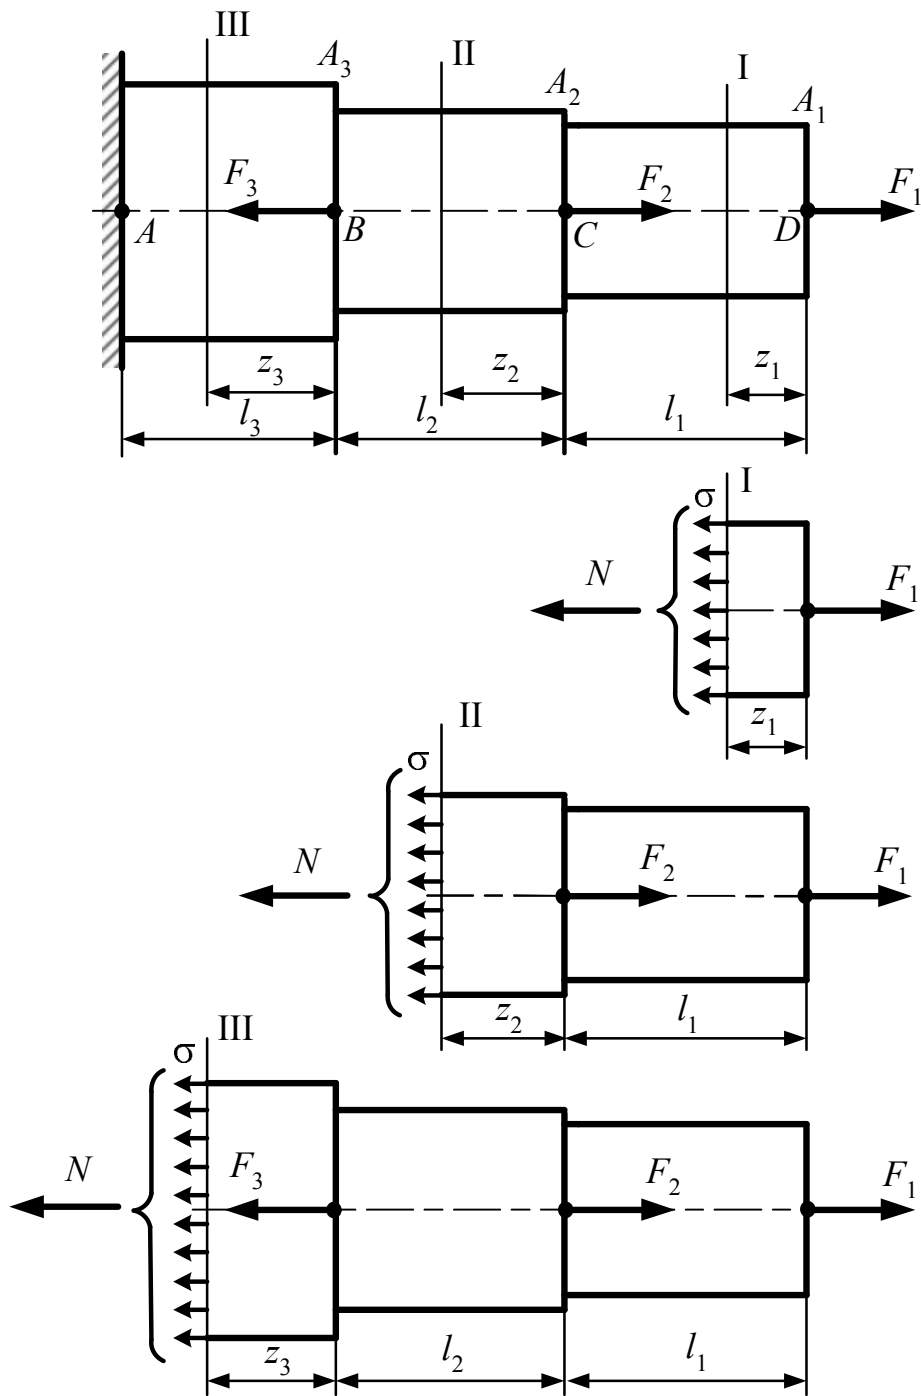 III
A₃
II
A₂
I
A₁
F₃
F₂
F₁
A
B
C
D
z₃
z₂
z₁
l₃
l₂
l₁
σ
I
N
F₁
z₁
II
σ
N
F₂
F₁
z₂
l₁
III
σ
N
F₃
F₂
F₁
z₃
l₂
l₁